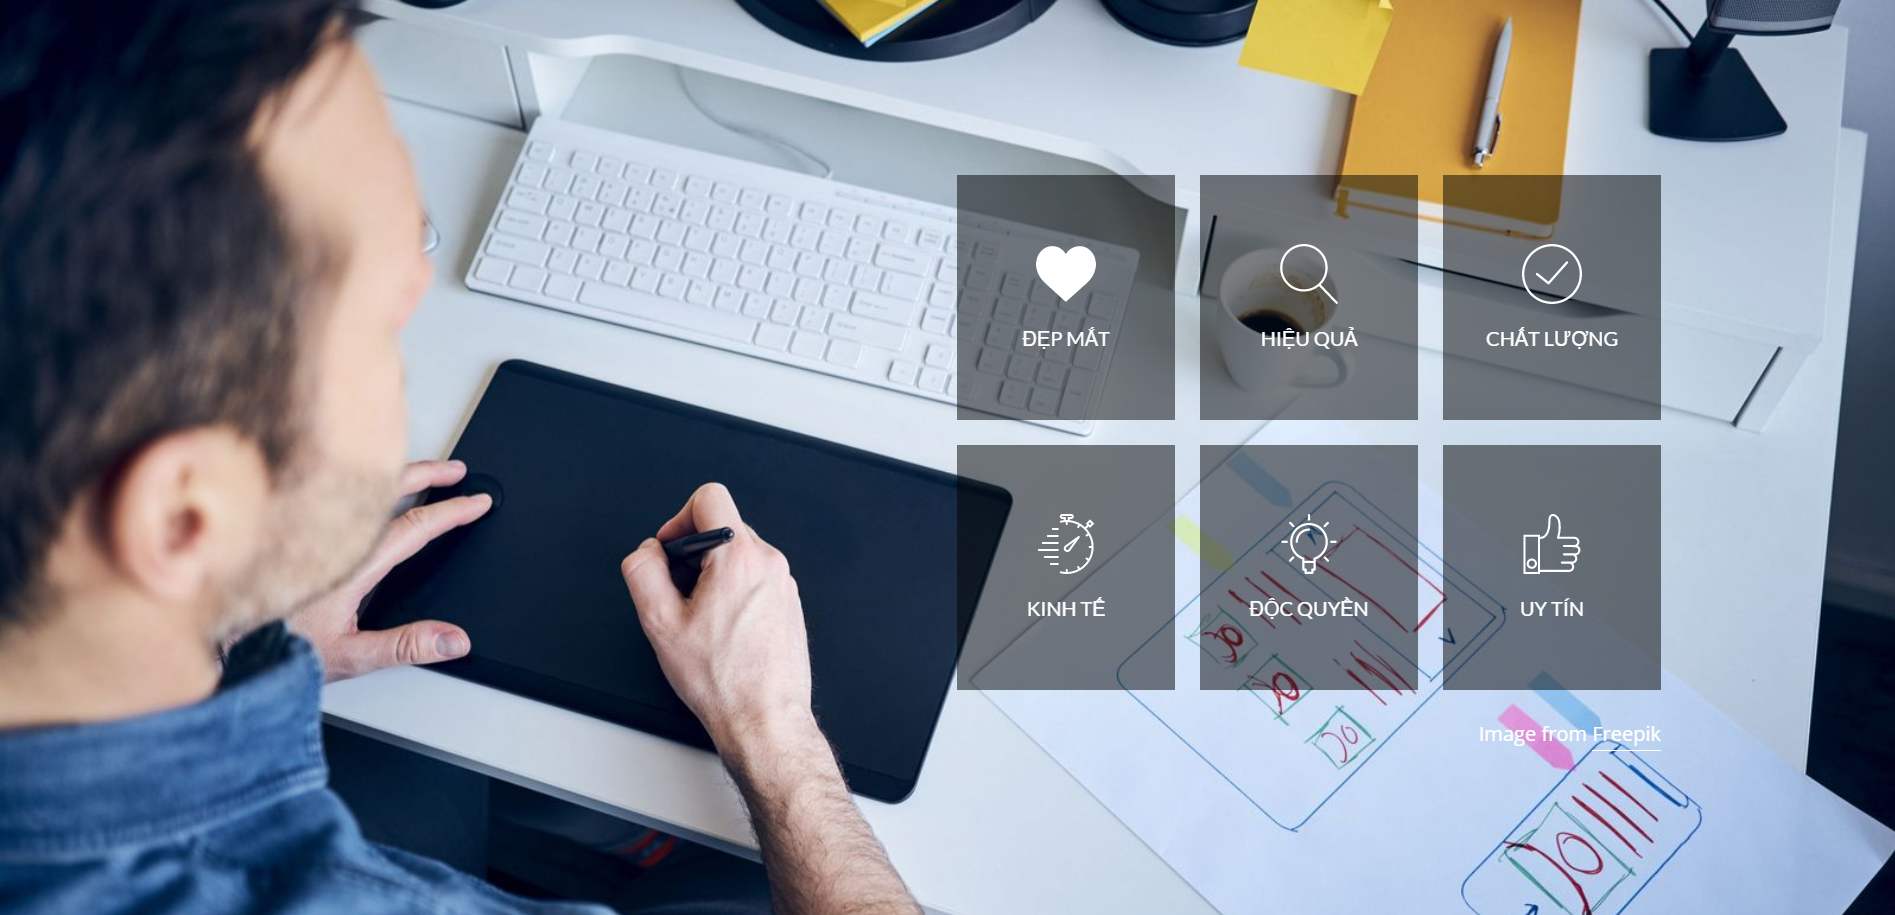 ĐẸP MẮT
HIỆU QUẢ
CHẤT LƯỢNG
KINH TẾ
ĐỘC QUYỀN
UY TÍN
Image from Freepik